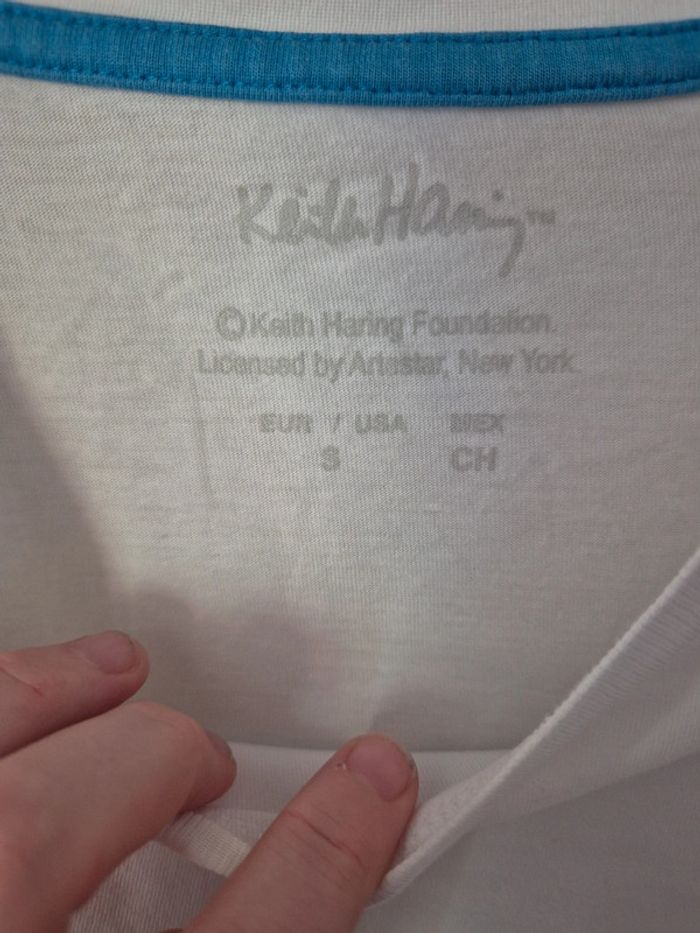 Keith Haring™
©Keith Haring Foundation.
Licensed by Artestar, New York
EUR / USA MEX
S CH